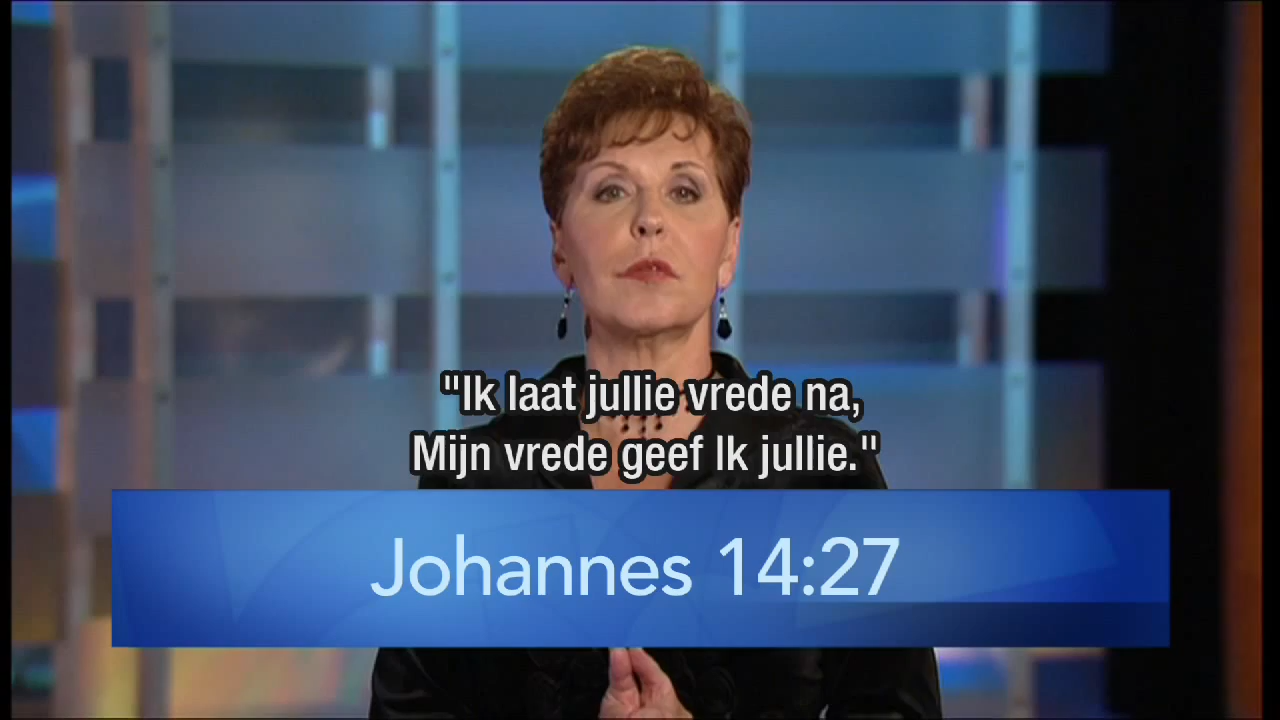 "Ik laat jullie vrede na,
Mijn vrede geef Ik jullie."
Johannes 14:27